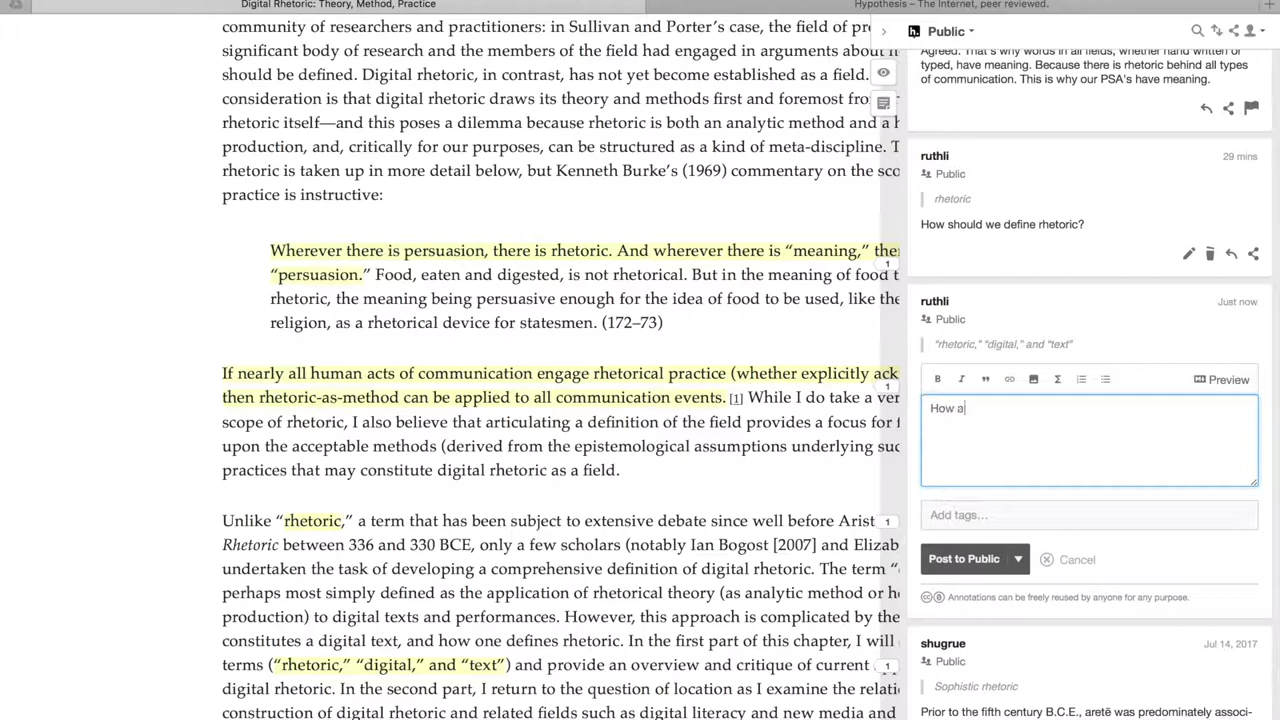 Digital Rhetoric: Theory, Method, Practice
Hypothesis – The Internet, peer reviewed.
community of researchers and practitioners: in Sullivan and Porter's case, the field of pr
significant body of research and the members of the field had engaged in arguments about
should be defined. Digital rhetoric, in contrast, has not yet become established as a field.
consideration is that digital rhetoric draws its theory and methods first and foremost fro
rhetoric itself—and this poses a dilemma because rhetoric is both an analytic method and a h
production, and, critically for our purposes, can be structured as a kind of meta-discipline. T
rhetoric is taken up in more detail below, but Kenneth Burke's (1969) commentary on the sco
practice is instructive:
Wherever there is persuasion, there is rhetoric. And wherever there is “meaning,” the
“persuasion.” Food, eaten and digested, is not rhetorical. But in the meaning of food t
rhetoric, the meaning being persuasive enough for the idea of food to be used, like the
religion, as a rhetorical device for statesmen. (172–73)
If nearly all human acts of communication engage rhetorical practice (whether explicitly ack
then rhetoric-as-method can be applied to all communication events. [1] While I do take a ver
scope of rhetoric, I also believe that articulating a definition of the field provides a focus for
upon the acceptable methods (derived from the epistemological assumptions underlying suc
practices that may constitute digital rhetoric as a field.
Unlike “rhetoric,” a term that has been subject to extensive debate since well before Arist
Rhetoric between 336 and 330 BCE, only a few scholars (notably Ian Bogost [2007] and Elizab
undertaken the task of developing a comprehensive definition of digital rhetoric. The term “
perhaps most simply defined as the application of rhetorical theory (as analytic method or he
production) to digital texts and performances. However, this approach is complicated by the
constitutes a digital text, and how one defines rhetoric. In the first part of this chapter, I will
terms (“rhetoric,” “digital,” and “text”) and provide an overview and critique of current
digital rhetoric. In the second part, I return to the question of location as I examine the relati
construction of digital rhetoric and related fields such as digital literacy and new media and
1
1
1
1
Public
Agreed. That's why words in all fields, whether hand written or
typed, have meaning. Because there is rhetoric behind all types
of communication. This is why our PSA's have meaning.
ruthli 29 mins
Public
rhetoric
How should we define rhetoric?
ruthli Just now
Public
“rhetoric,” “digital,” and “text”
B I Σ Preview
How a
Add tags...
Post to Public Cancel
Annotations can be freely reused by anyone for any purpose.
shugrue Jul 14, 2017
Public
Sophistic rhetoric
Prior to the fifth century B.C.E., aretē was predominately associ-